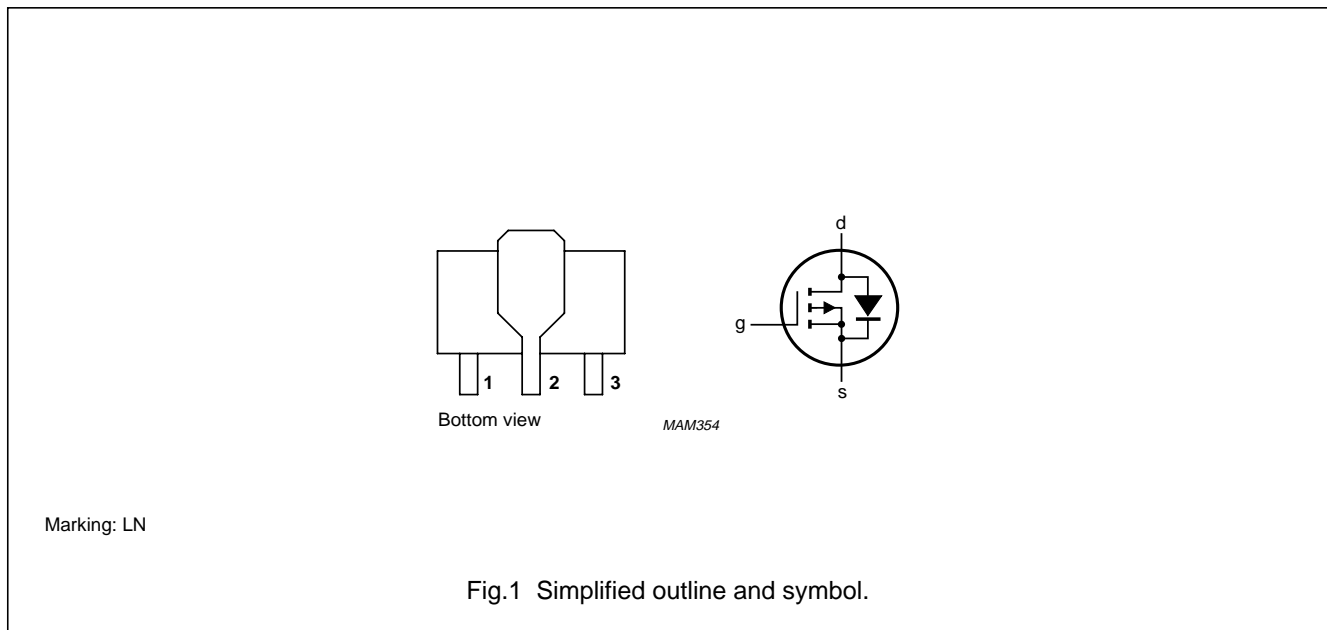 d
g
s
1 2 3
Bottom view
MAM354
Marking: LN
Fig.1 Simplified outline and symbol.